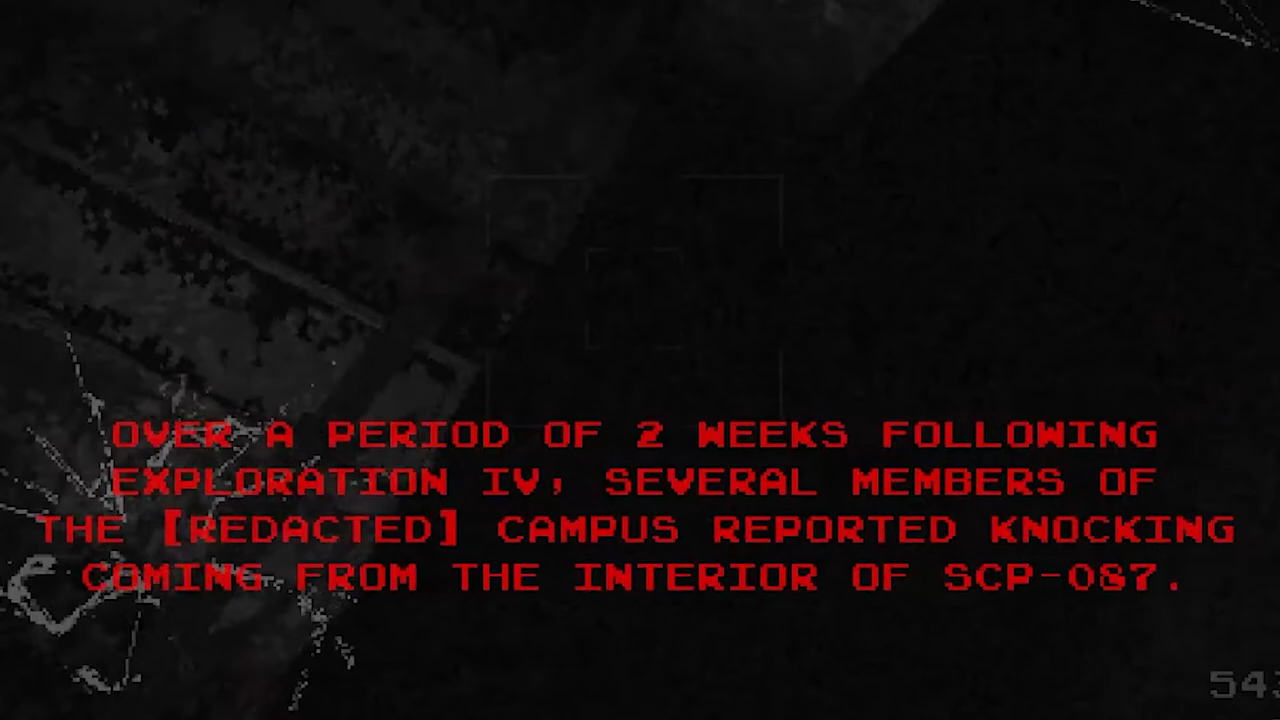 OVER A PERIOD OF 2 WEEKS FOLLOWING
EXPLORATION IV, SEVERAL MEMBERS OF
THE [REDACTED] CAMPUS REPORTED KNOCKING
COMING FROM THE INTERIOR OF SCP-087.